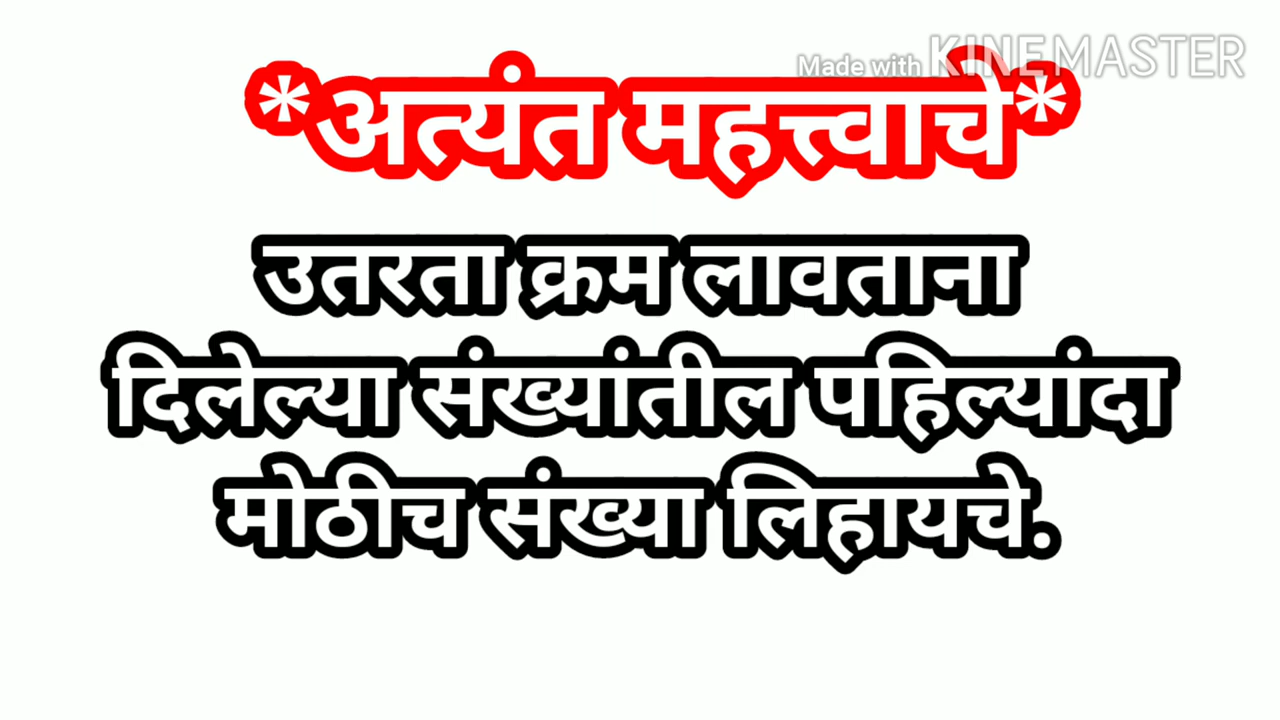 Made with KINEMASTER
*अत्यंत महत्त्वाचे*
उतरता क्रम लावताना
दिलेल्या संख्यांतील पहिल्यांदा
मोठीच संख्या लिहायचे.